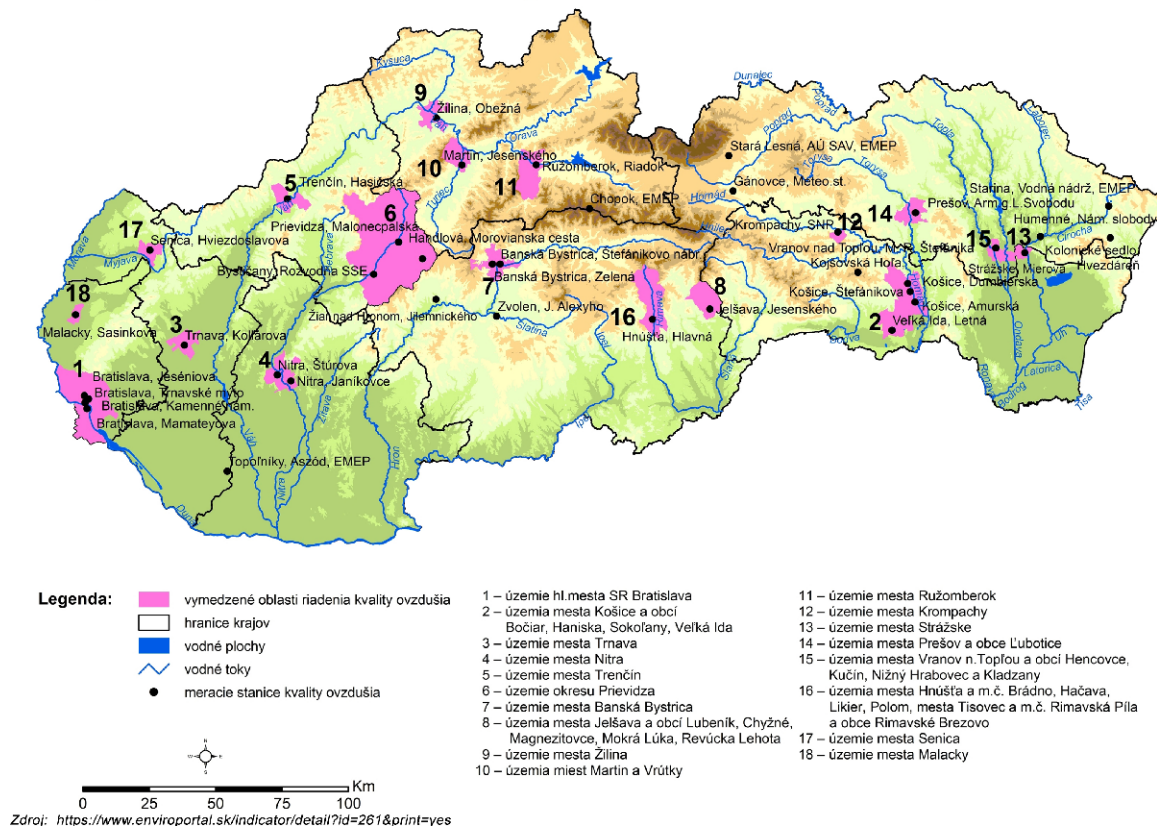 Kysuca
Dunajec
Poprad
Poprad
Topľa
Laborec
9
Žilina, Obežná
Váh
Orava
Martin, Jesenského
Ružomberok, Riadok
10
11
Stará Lesná, AÚ SAV, EMEP
Torysa
Torysa
Gánovce, Meteo.st.
Hornád
5
Trenčín, Hasičská
Váh
6
Turiec
Chopok, EMEP
Starina, Vodná nádrž, EMEP
14
Prešov, Arm.g.L.Svobodu
Humenné, Nám. slobody
Prievidza, Malonecpalská
Krompachy, SNP
12
17
Senica, Hviezdoslavova
Morava
Myjava
Handlová, Morovianska cesta
Banská Bystrica, Štefánikovo nábr.
Vranov nad Topľou, M. R. Štefánika
15
13
Cirocha
Kolonické sedlo
Hvezdáreň
Bystričany, Rozvodňa SSE
7
Banská Bystrica, Zelená
Kojšovská Hoľa
Strážske, Mierová
18
Malacky, Sasinkova
Žiar nad Hronom, Jilemnického
Zvolen, J. Alexyho
Slatina
8
Jelšava, Jesenského
Košice, Ďumbierska
Košice, Štefánikova
Košice, Amurská
3
Trnava, Kollárova
16
Hnúšťa, Hlavná
2
Veľká Ida, Letná
Bodva
Ondava
Uh
4
Nitra, Štúrova
Nitra, Janíkovce
Žitava
Latorica
1
Bratislava, Jeséniova
Bratislava, Trnavské mýto
Bratislava, Kamenné nám.
Bratislava, Mamateyova
Bodrog
Tisa
Ipeľ
Váh
Hron
Topoľníky, Aszód, EMEP
Nitra
Legenda:
vymedzené oblasti riadenia kvality ovzdušia
hranice krajov
vodné plochy
vodné toky
meracie stanice kvality ovzdušia
1 – územie hl.mesta SR Bratislava
2 – územia mesta Košice a obcí
Bočiar, Haniska, Sokoľany, Veľká Ida
3 – územie mesta Trnava
4 – územie mesta Nitra
5 – územie mesta Trenčín
6 – územie okresu Prievidza
7 – územie mesta Banská Bystrica
8 – územia mesta Jelšava a obcí Lubeník, Chyžné,
Magnezitovce, Mokrá Lúka, Revúcka Lehota
9 – územie mesta Žilina
10 – územia miest Martin a Vrútky
11 – územie mesta Ružomberok
12 – územie mesta Krompachy
13 – územie mesta Strážske
14 – územie mesta Prešov a obce Ľubotice
15 – územia mesta Vranov n.Topľou a obcí Hencovce,
Kučín, Nižný Hrabovec a Kladzany
16 – územia mesta Hnúšťa a m.č. Brádno, Hačava,
Likier, Polom, mesta Tisovec a m.č. Rimavská Píla
a obce Rimavské Brezovo
17 – územie mesta Senica
18 – územie mesta Malacky
N
S
Km
0
25
50
100
Zdroj: https://www.enviroportal.sk/indicator/detail?id=261&print=yes